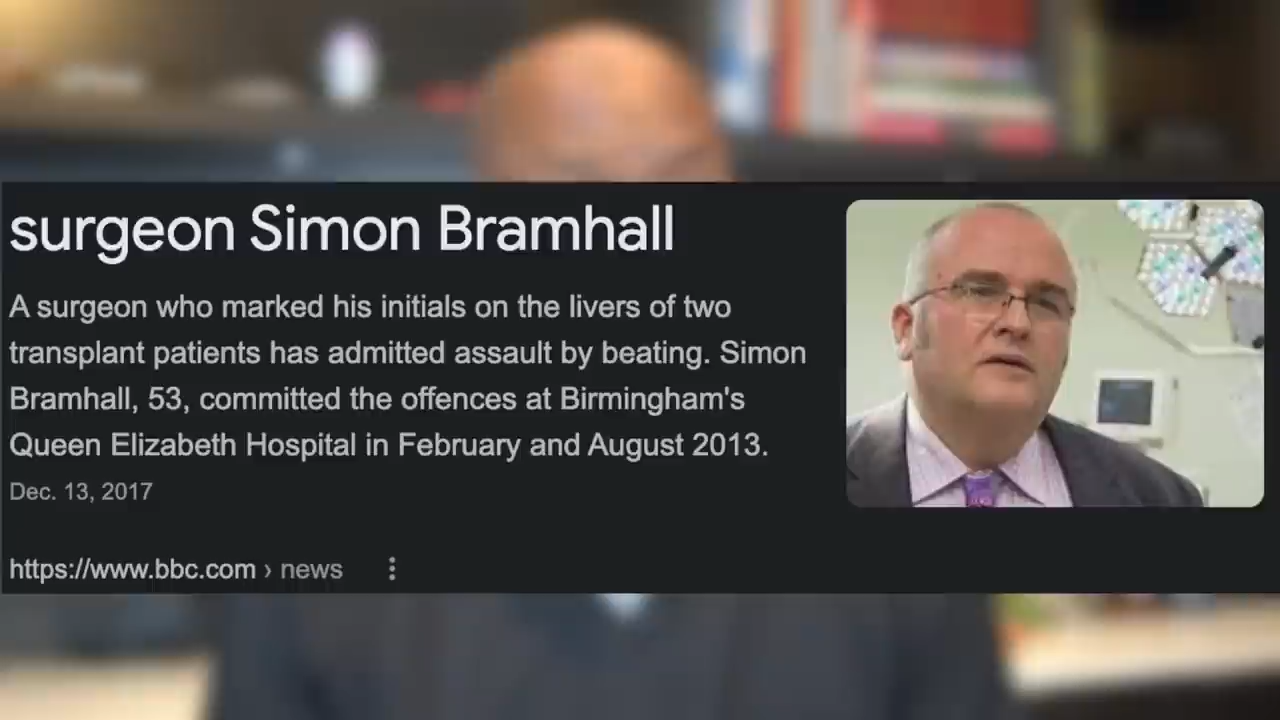 surgeon Simon Bramhall
A surgeon who marked his initials on the livers of two
transplant patients has admitted assault by beating. Simon
Bramhall, 53, committed the offences at Birmingham's
Queen Elizabeth Hospital in February and August 2013.
Dec. 13, 2017
https://www.bbc.com › news